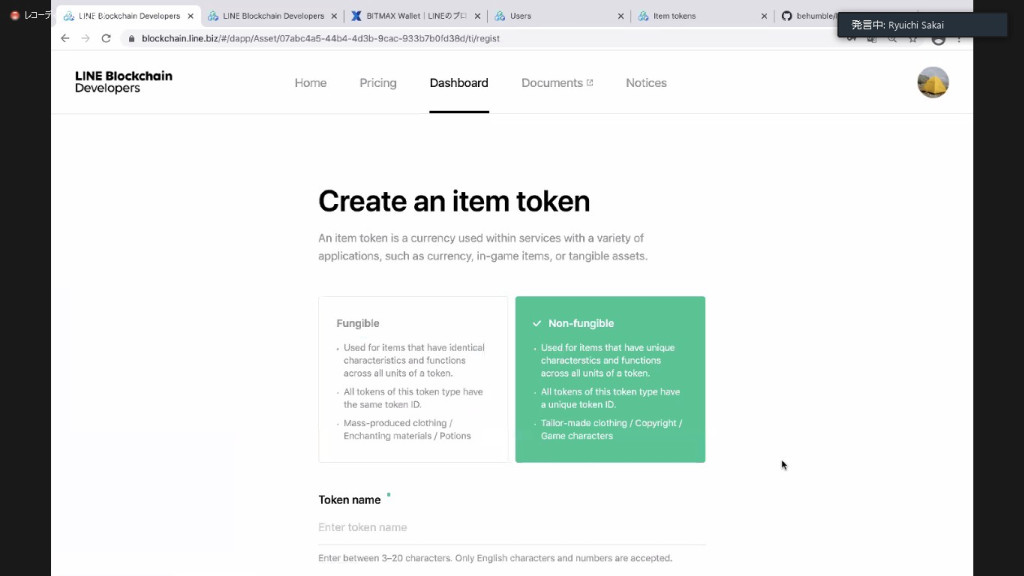 レコーデ
LINE Blockchain Developers
LINE Blockchain Developers
BITMAX Wallet | LINEのブロ
Users
Item tokens
発言中: Ryuichi Sakai
blockchain.line.biz/#/dapp/Asset/07abc4a5-44b4-4d3b-9cac-933b7b0fd38d/ti/regist
LINE Blockchain
Developers
Home
Pricing
Dashboard
Documents
Notices
Create an item token
An item token is a currency used within services with a variety of
applications, such as currency, in-game items, or tangible assets.
Fungible
• Used for items that have identical
characteristics and functions
across all units of a token.
• All tokens of this token type have
the same token ID.
• Mass-produced clothing /
Enchanting materials / Potions
Non-fungible
• Used for items that have unique
characterstics and functions
across all units of a token.
• All tokens of this token type have
a unique token ID.
• Tailor-made clothing / Copyright /
Game characters
Token name *
Enter token name
Enter between 3–20 characters. Only English characters and numbers are accepted.